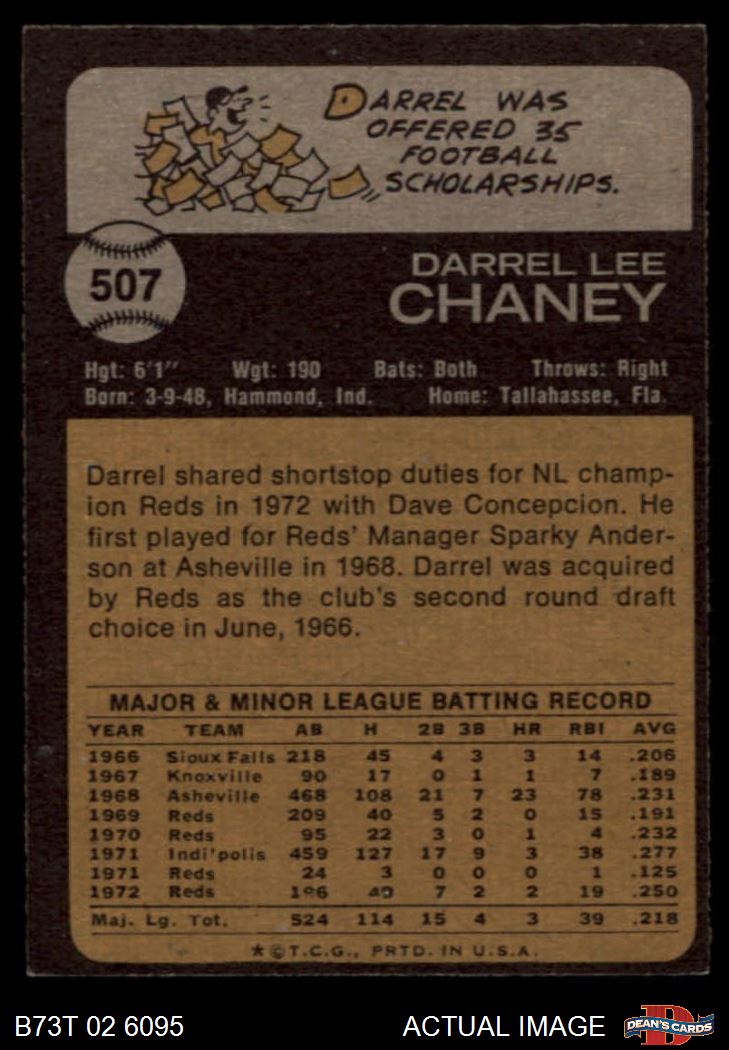 DARREL WAS
OFFERED 35
FOOTBALL
SCHOLARSHIPS.
507
DARREL LEE
CHANEY
Hgt: 6'1" Wgt: 190 Bats: Both Throws: Right
Born: 3-9-48, Hammond, Ind. Home: Tallahassee, Fla.
Darrel shared shortstop duties for NL champ-
ion Reds in 1972 with Dave Concepcion. He
first played for Reds' Manager Sparky Ander-
son at Asheville in 1968. Darrel was acquired
by Reds as the club's second round draft
choice in June, 1966.
MAJOR & MINOR LEAGUE BATTING RECORD
YEAR TEAM AB H 2B 3B HR RBI AVG
1966 Sioux Falls 218 45 4 3 3 14 .206
1967 Knoxville 90 17 0 1 1 7 .189
1968 Asheville 468 108 21 7 23 78 .231
1969 Reds 209 40 5 2 0 15 .191
1970 Reds 95 22 3 0 1 4 .232
1971 Indi'polis 459 127 17 9 3 38 .277
1971 Reds 24 3 0 0 0 1 .125
1972 Reds 196 49 7 2 2 19 .250
Maj. Lg. Tot. 524 114 15 4 3 39 .218
★ © T.C.G., PRTD. IN U.S.A.
B73T 02 6095 ACTUAL IMAGE
D
DEAN'S CARDS